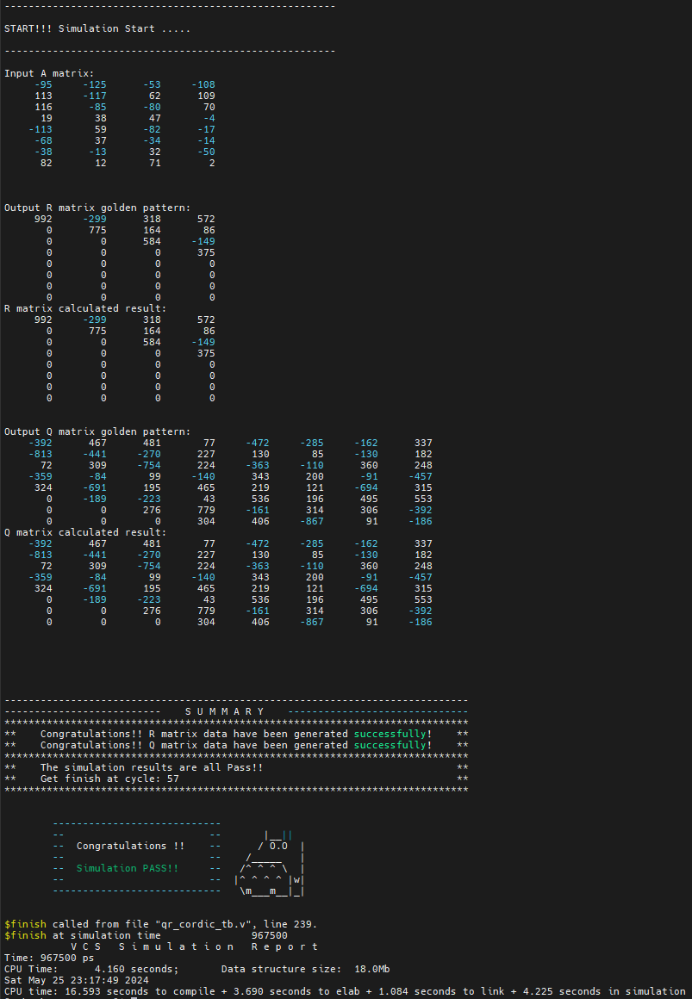 -------------------------------------------------------
START!!! Simulation Start .....
-------------------------------------------------------
Input A matrix:
-95 -125 -53 -108
113 -117 62 109
116 -85 -80 70
19 38 47 -4
-113 59 -82 -17
-68 37 -34 -14
-38 -13 32 -50
82 12 71 2
Output R matrix golden pattern:
992 -299 318 572
0 775 164 86
0 0 584 -149
0 0 0 375
0 0 0 0
0 0 0 0
0 0 0 0
0 0 0 0
R matrix calculated result:
992 -299 318 572
0 775 164 86
0 0 584 -149
0 0 0 375
0 0 0 0
0 0 0 0
0 0 0 0
0 0 0 0
Output Q matrix golden pattern:
-392 467 481 77 -472 -285 -162 337
-813 -441 -270 227 130 85 -130 182
72 309 -754 224 -363 -110 360 248
-359 -84 99 -140 343 200 -91 -457
324 -691 195 465 219 121 -694 315
0 -189 -223 43 536 196 495 553
0 0 276 779 -161 314 306 -392
0 0 0 304 406 -867 91 -186
Q matrix calculated result:
-392 467 481 77 -472 -285 -162 337
-813 -441 -270 227 130 85 -130 182
72 309 -754 224 -363 -110 360 248
-359 -84 99 -140 343 200 -91 -457
324 -691 195 465 219 121 -694 315
0 -189 -223 43 536 196 495 553
0 0 276 779 -161 314 306 -392
0 0 0 304 406 -867 91 -186
-----------------------------------------------------------------------------
-------------------------- S U M M A R Y ------------------------------
*****************************************************************************
** Congratulations!! R matrix data have been generated successfully! **
** Congratulations!! Q matrix data have been generated successfully! **
*****************************************************************************
** The simulation results are all Pass!! **
** Get finish at cycle: 57 **
*****************************************************************************
----------------------------
-- -- |__||
-- Congratulations !! -- / O.O |
-- -- /_____ |
-- Simulation PASS!! -- /^ ^ ^ \ |
-- -- |^ ^ ^ ^ |w|
---------------------------- \m___m__|_|
$finish called from file "qr_cordic_tb.v", line 239.
$finish at simulation time 967500
V C S S i m u l a t i o n R e p o r t
Time: 967500 ps
CPU Time: 4.160 seconds; Data structure size: 18.0Mb
Sat May 25 23:17:49 2024
CPU time: 16.593 seconds to compile + 3.690 seconds to elab + 1.084 seconds to link + 4.225 seconds in simulation